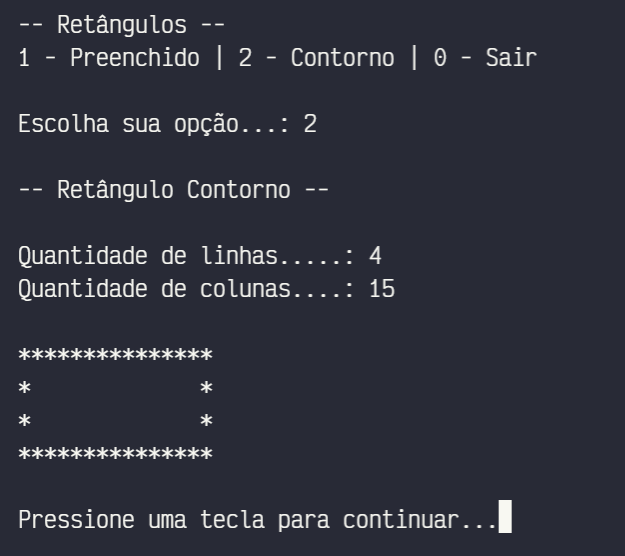 -- Retângulos --
1 - Preenchido | 2 - Contorno | 0 - Sair
Escolha sua opção...: 2
-- Retângulo Contorno --
Quantidade de linhas.....: 4
Quantidade de colunas....: 15
***************
*             *
*             *
***************
Pressione uma tecla para continuar...